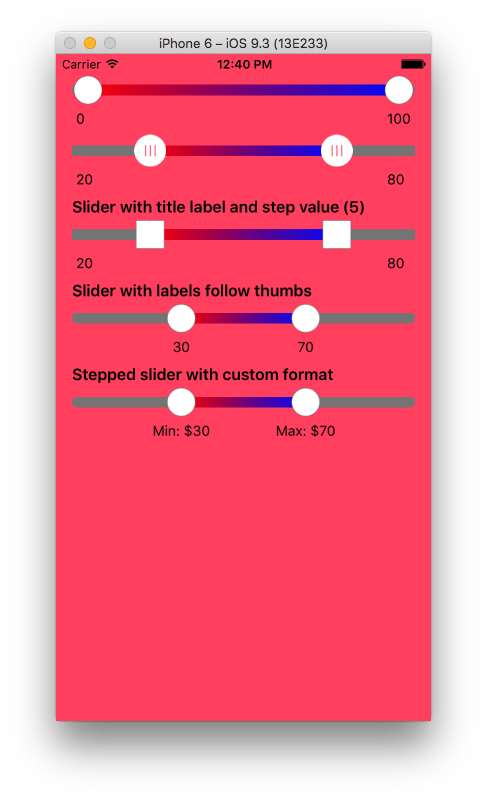 iPhone 6 – iOS 9.3 (13E233)
Carrier 12:40 PM
0 100
20 80
Slider with title label and step value (5)
20 80
Slider with labels follow thumbs
30 70
Stepped slider with custom format
Min: $30 Max: $70